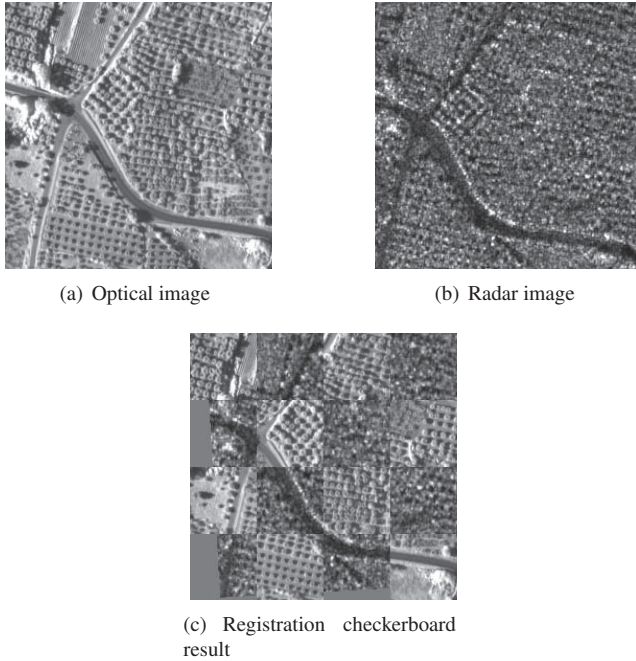 (a) Optical image
(b) Radar image
(c) Registration checkerboard
result